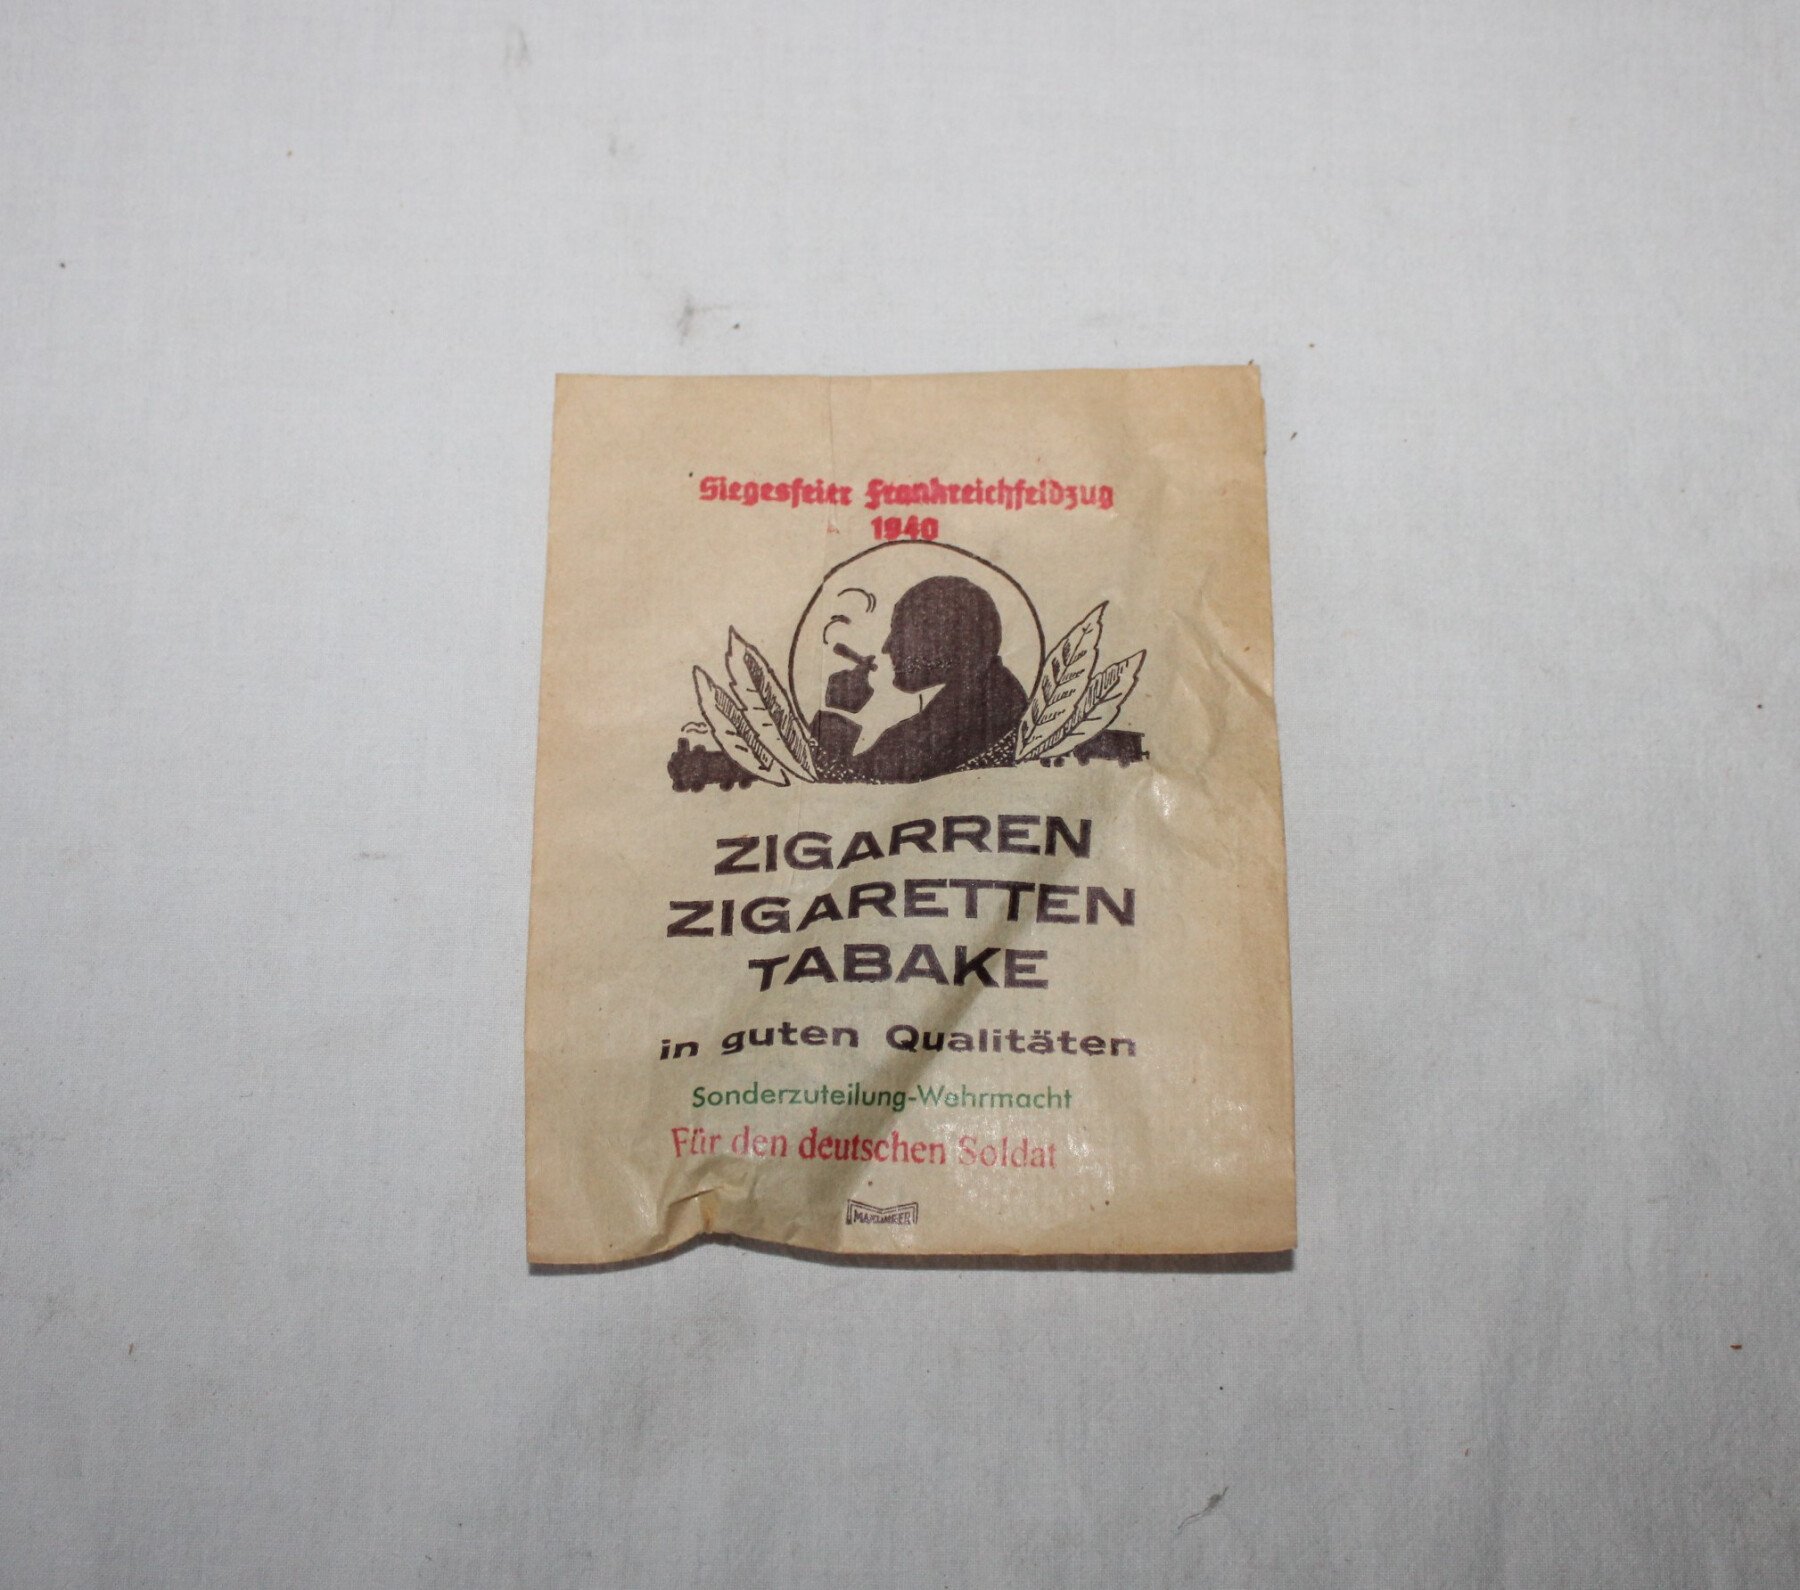 Siegesfeier Frankreichfeldzug
1940
ZIGARREN
ZIGARETTEN
TABAKE
in guten Qualitäten
Sonderzuteilung-Wehrmacht
Für den deutschen Soldat